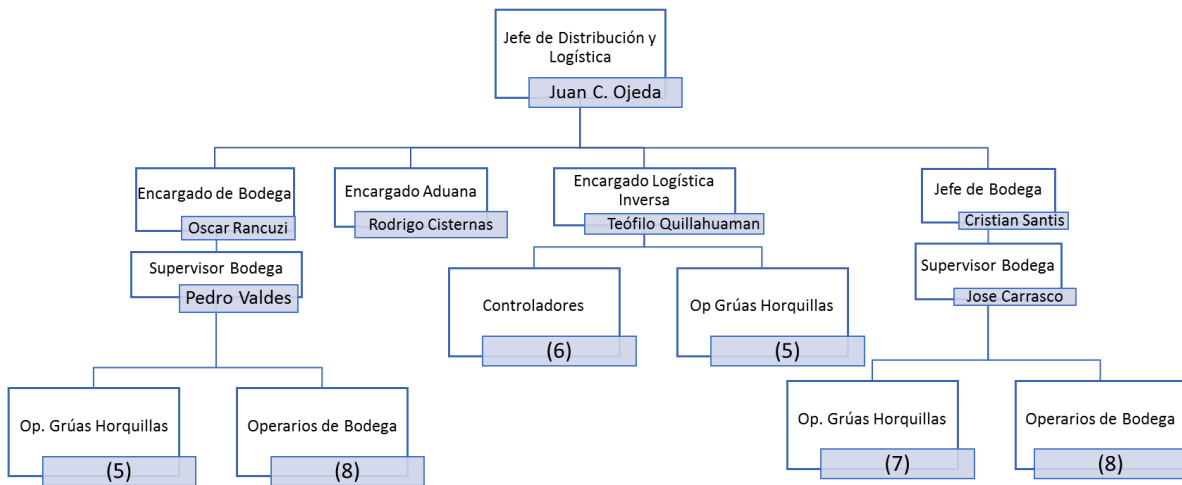 Jefe de Distribución y
Logística
Juan C. Ojeda
Encargado de Bodega
Oscar Rancuzi
Encargado Aduana
Rodrigo Cisternas
Encargado Logística
Inversa
Teófilo Quillahuaman
Jefe de Bodega
Cristian Santis
Supervisor Bodega
Pedro Valdes
Controladores
(6)
Op Grúas Horquillas
(5)
Supervisor Bodega
Jose Carrasco
Op. Grúas Horquillas
(5)
Operarios de Bodega
(8)
Op. Grúas Horquillas
(7)
Operarios de Bodega
(8)